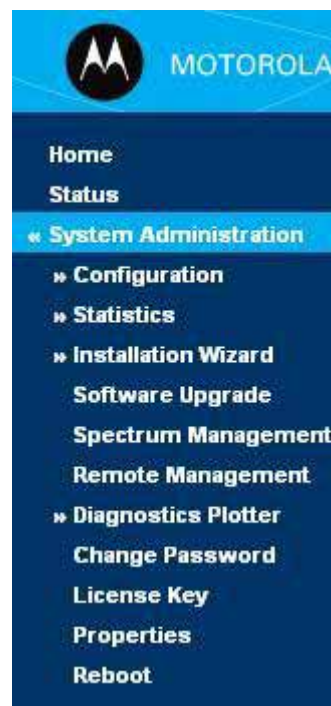 MOTOROLA
Home
Status
« System Administration
» Configuration
» Statistics
» Installation Wizard
Software Upgrade
Spectrum Management
Remote Management
» Diagnostics Plotter
Change Password
License Key
Properties
Reboot